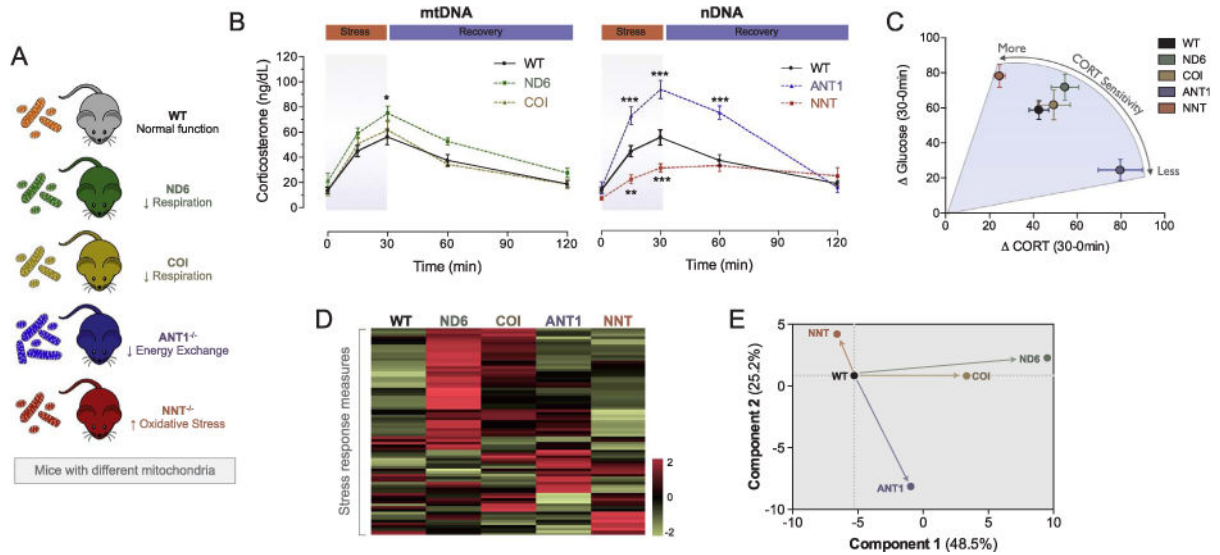 A
WT
Normal function
ND6
↓ Respiration
COI
↓ Respiration
ANT1-/-
↓ Energy Exchange
NNT-/-
↑ Oxidative Stress
Mice with different mitochondria
B
mtDNA
nDNA
Stress
Recovery
Stress
Recovery
Corticosterone (ng/dL)
120
100
80
60
40
20
0
*
WT
ND6
COI
0
30
60
90
120
Time (min)
***
***
***
**
***
WT
ANT1
NNT
0
30
60
90
120
Time (min)
C
Δ Glucose (30-0min)
100
80
60
40
20
0
More
CORT Sensitivity
Less
WT
ND6
COI
ANT1
NNT
0
20
40
60
80
100
Δ CORT (30-0min)
D
WT
ND6
COI
ANT1
NNT
Stress response measures
2
1
0
-1
-2
E
Component 2 (25.2%)
5
0
-5
-10
NNT
WT
ND6
COI
ANT1
-10
-5
0
5
10
Component 1 (48.5%)